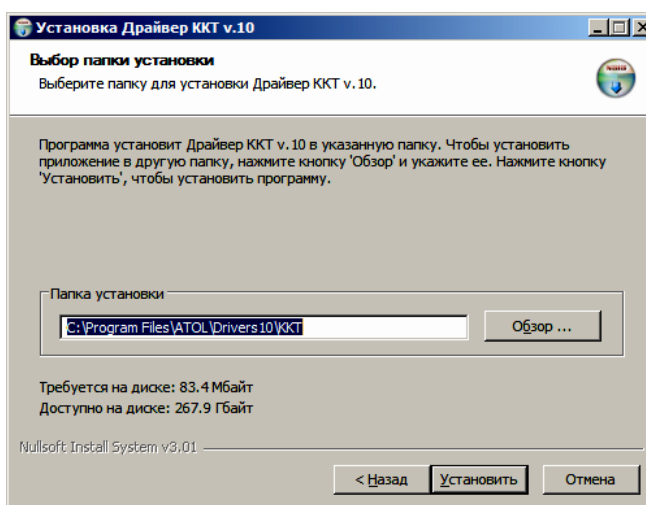 Установка Драйвер ККТ v.10
Выбор папки установки
Выберите папку для установки Драйвер ККТ v.10.
Программа установит Драйвер ККТ v.10 в указанную папку. Чтобы установить
приложение в другую папку, нажмите кнопку 'Обзор' и укажите ее. Нажмите кнопку
'Установить', чтобы установить программу.
Папка установки
C:\Program Files\ATOL\Drivers10\KKT
Обзор ...
Требуется на диске: 83.4 Мбайт
Доступно на диске: 267.9 Гбайт
Nullsoft Install System v3.01
< Назад
Установить
Отмена